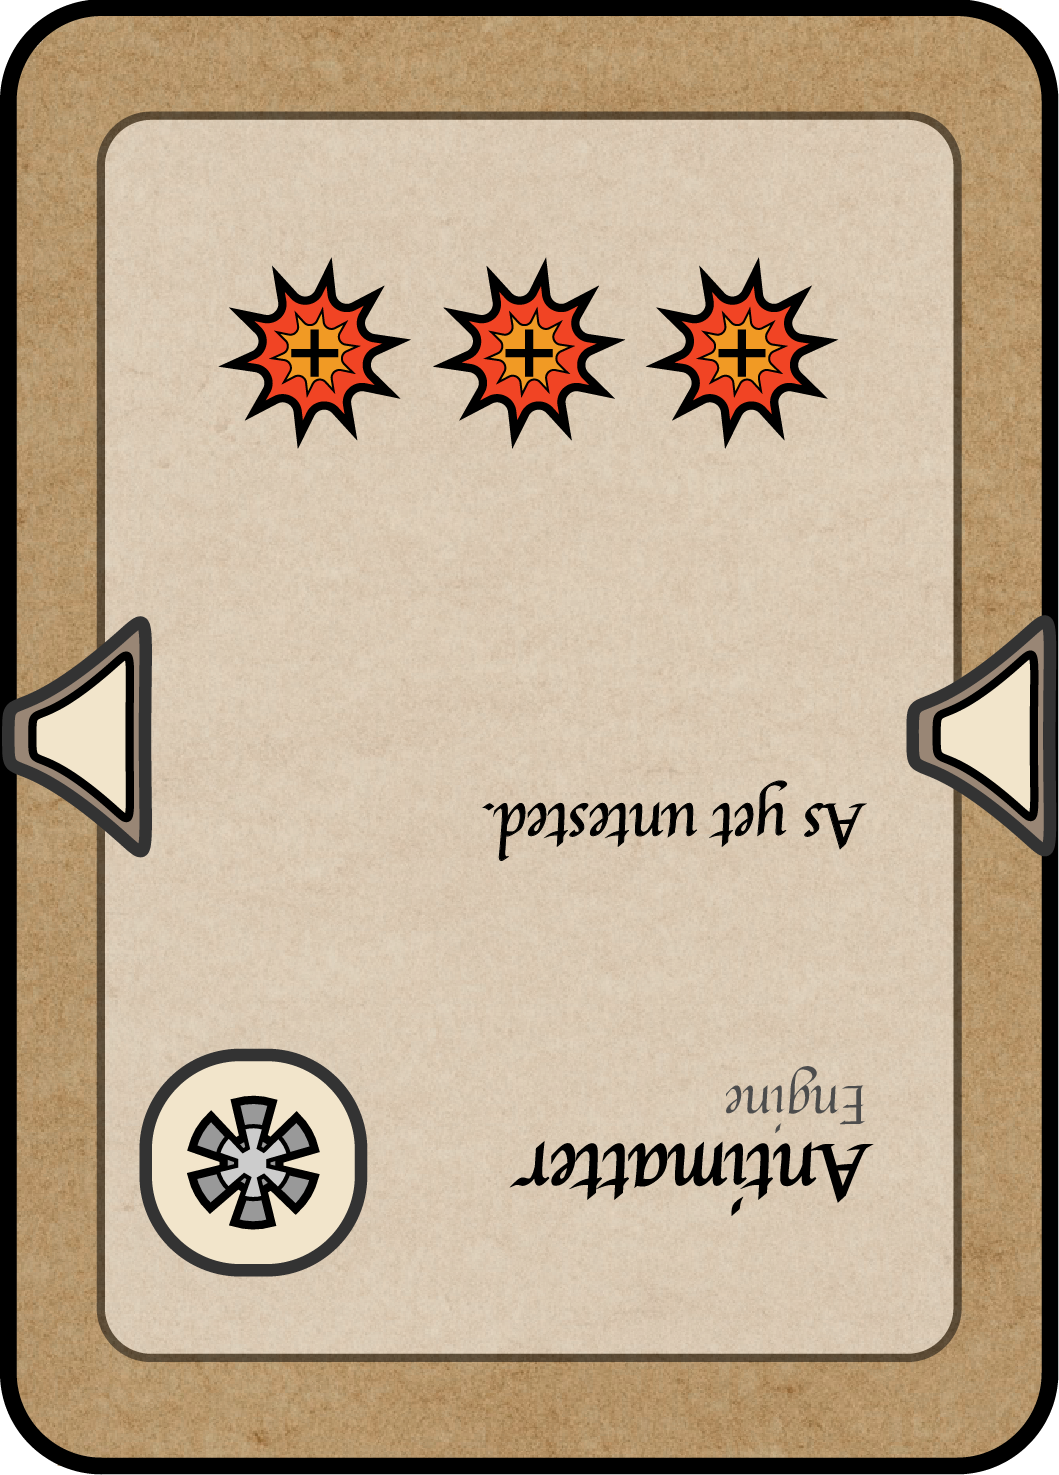 Antimatter
Engine
As yet untested.
+ + +